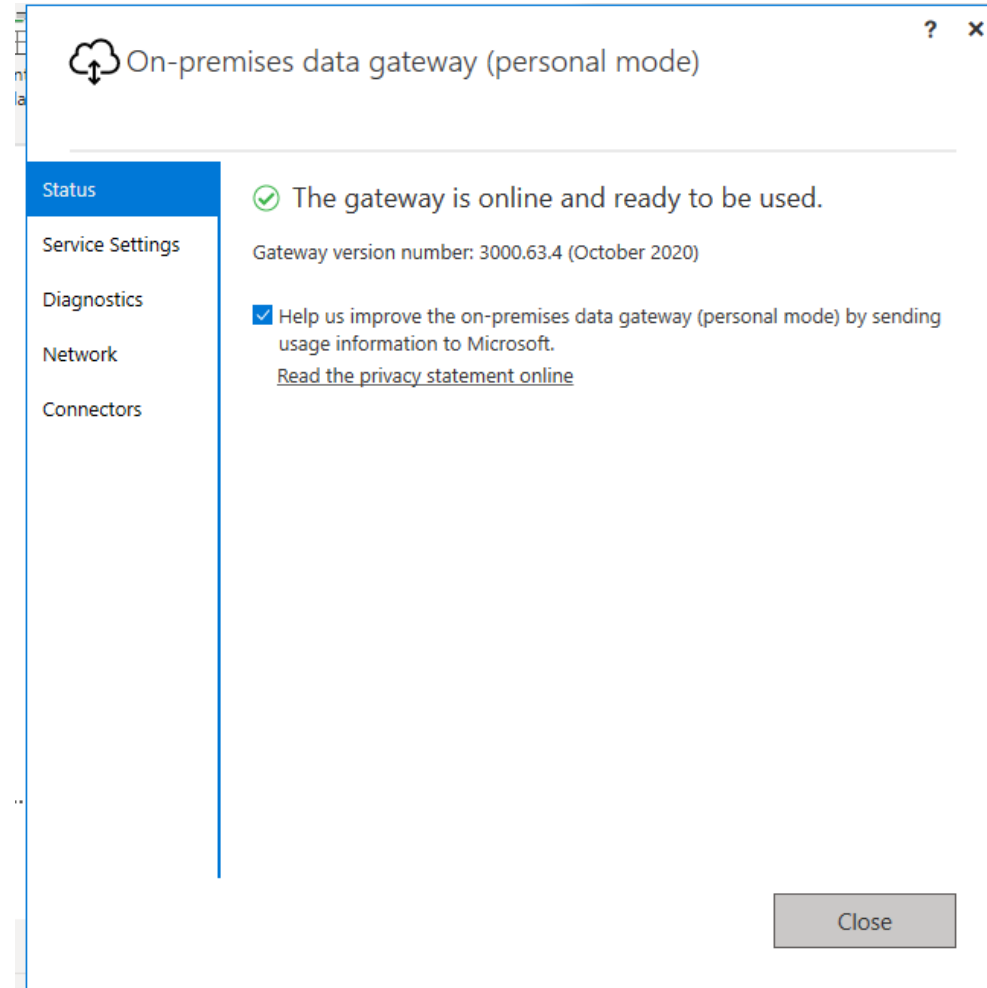 ? ×
On-premises data gateway (personal mode)
Status
Service Settings
Diagnostics
Network
Connectors
The gateway is online and ready to be used.
Gateway version number: 3000.63.4 (October 2020)
Help us improve the on-premises data gateway (personal mode) by sending
usage information to Microsoft.
Read the privacy statement online
Close